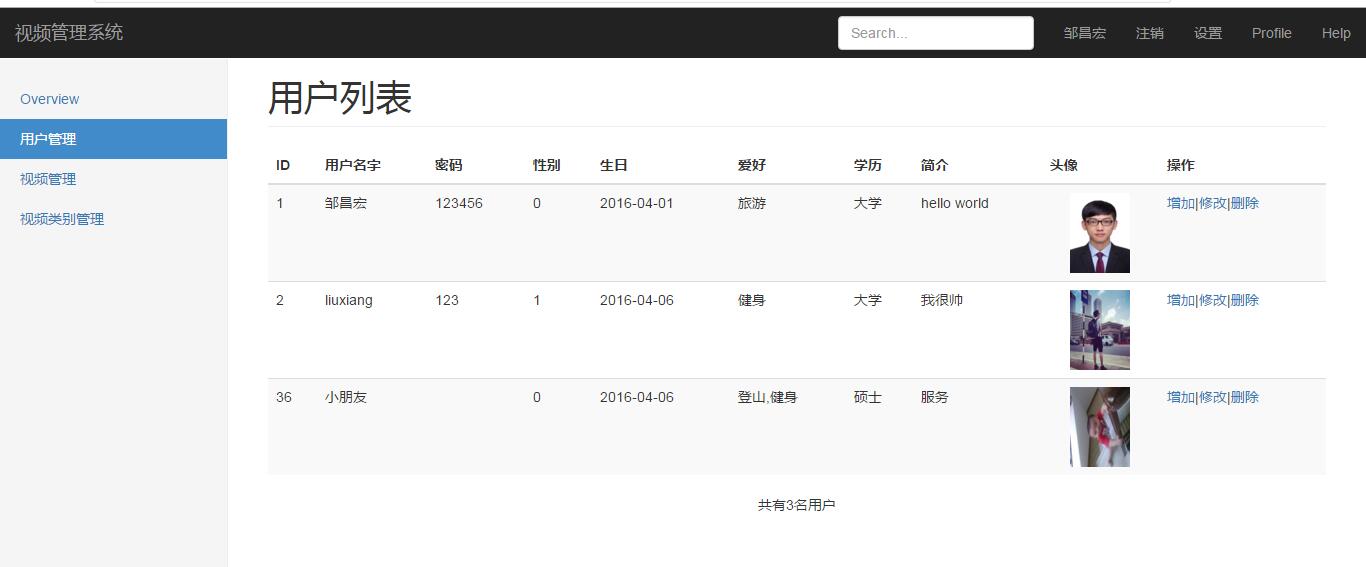 视频管理系统 Search... 邹昌宏 注销 设置 Profile Help
Overview
用户管理
视频管理
视频类别管理
用户列表
ID 用户名字 密码 性别 生日 爱好 学历 简介 头像 操作
1 邹昌宏 123456 0 2016-04-01 旅游 大学 hello world 增加|修改|删除
2 liuxiang 123 1 2016-04-06 健身 大学 我很帅 增加|修改|删除
36 小朋友 0 2016-04-06 登山,健身 硕士 服务 增加|修改|删除
共有3名用户